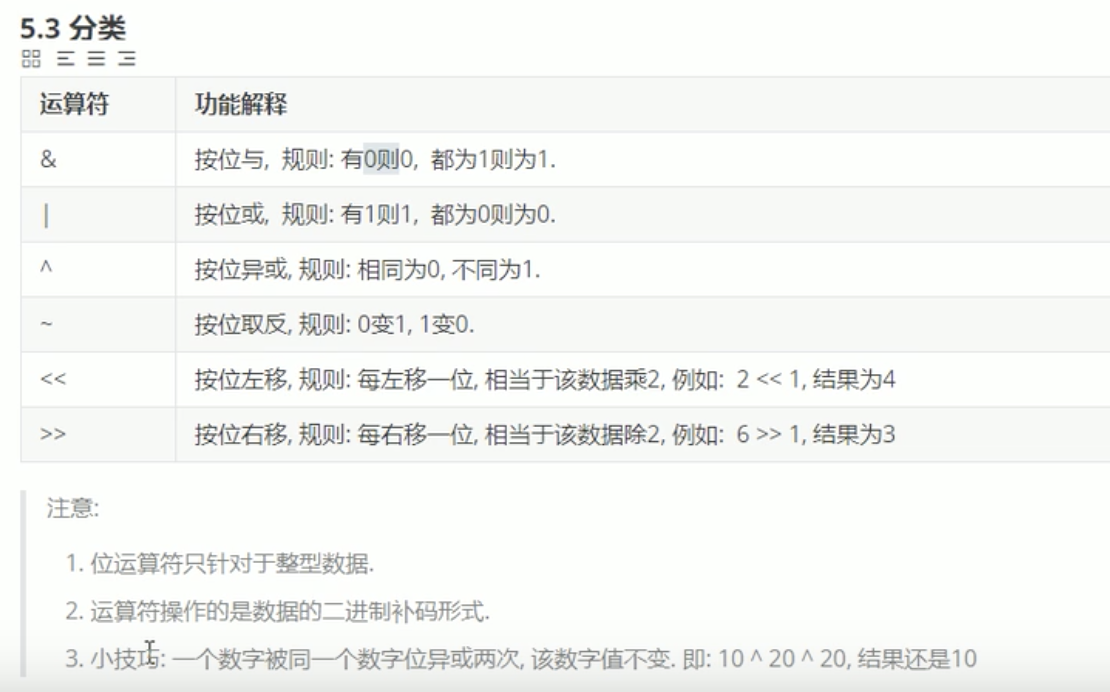 5.3 分类
运算符 功能解释
& 按位与, 规则: 有0则0, 都为1则为1.
| 按位或, 规则: 有1则1, 都为0则为0.
^ 按位异或, 规则: 相同为0, 不同为1.
~ 按位取反, 规则: 0变1, 1变0.
<< 按位左移, 规则: 每左移一位, 相当于该数据乘2, 例如: 2 << 1, 结果为4
>> 按位右移, 规则: 每右移一位, 相当于该数据除2, 例如: 6 >> 1, 结果为3
注意:
1. 位运算符只针对于整型数据.
2. 运算符操作的是数据的二进制补码形式.
3. 小技巧: 一个数字被同一个数字位异或两次, 该数字值不变. 即: 10 ^ 20 ^ 20, 结果还是10